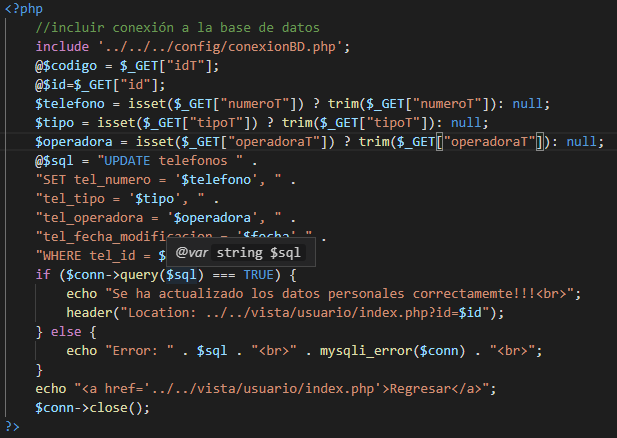 <?php
//incluir conexión a la base de datos
include '../../../config/conexionBD.php';
@$codigo = $_GET["idT"];
@$id=$_GET["id"];
$telefono = isset($_GET["numeroT"]) ? trim($_GET["numeroT"]): null;
$tipo = isset($_GET["tipoT"]) ? trim($_GET["tipoT"]): null;
$operadora = isset($_GET["operadoraT"]) ? trim($_GET["operadoraT"]): null;
@$sql = "UPDATE telefonos " .
"SET tel_numero = '$telefono', " .
"tel_tipo = '$tipo', " .
"tel_operadora = '$operadora', " .
"tel_fecha_modificacion = '$fecha' " .
"WHERE tel_id = $
@var string $sql
if ($conn->query($sql) === TRUE) {
echo "Se ha actualizado los datos personales correctamemte!!!<br>";
header("Location: ../../vista/usuario/index.php?id=$id");
} else {
echo "Error: " . $sql . "<br>" . mysqli_error($conn) . "<br>";
}
echo "<a href='../../vista/usuario/index.php'>Regresar</a>";
$conn->close();
?>